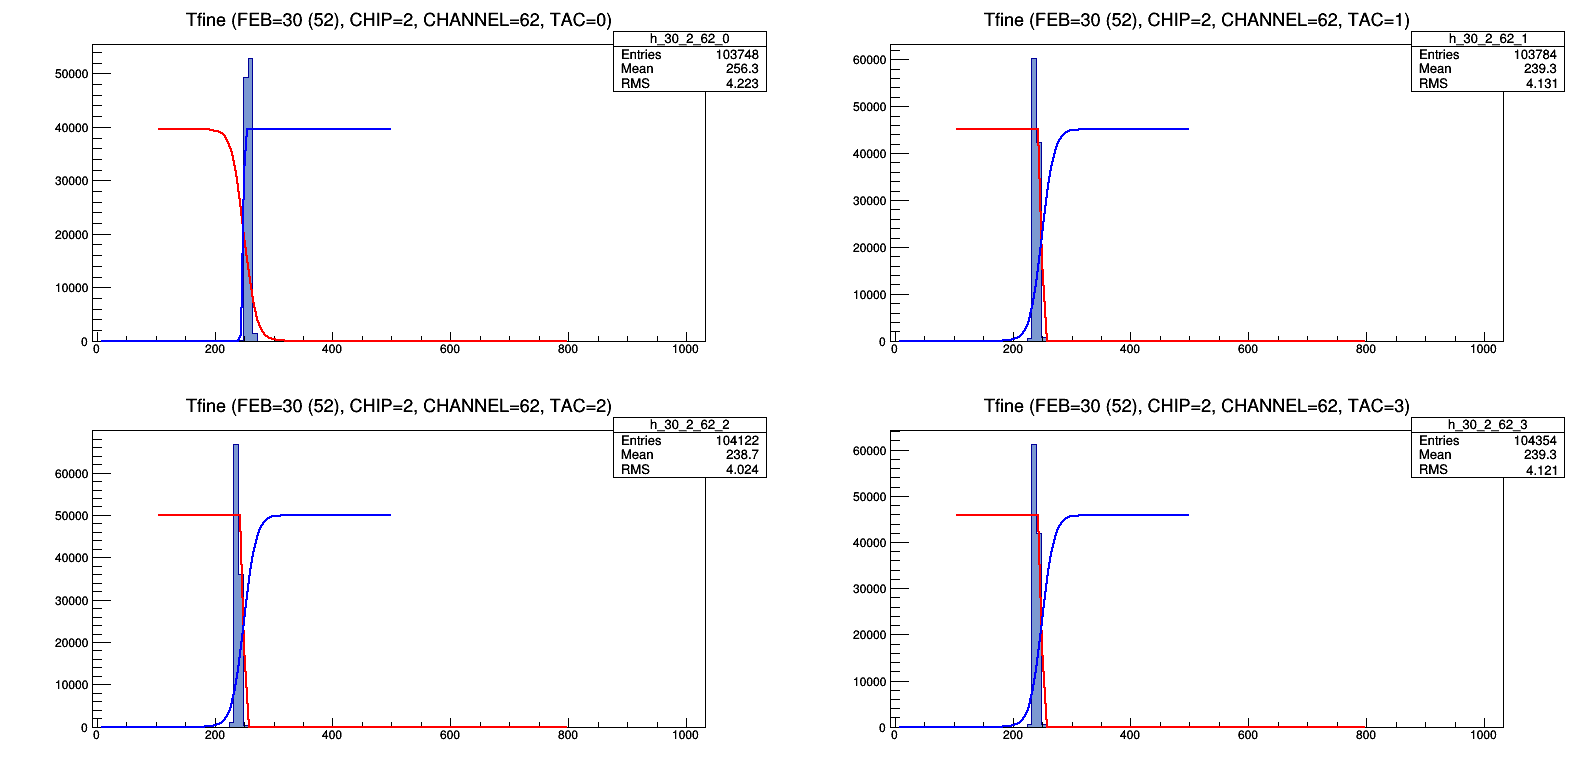 Tfine (FEB=30 (52), CHIP=2, CHANNEL=62, TAC=0)
h_30_2_62_0
Entries 103748
Mean 256.3
RMS 4.223
50000
40000
30000
20000
10000
0
0 200 400 600 800 1000
Tfine (FEB=30 (52), CHIP=2, CHANNEL=62, TAC=1)
h_30_2_62_1
Entries 103784
Mean 239.3
RMS 4.131
60000
50000
40000
30000
20000
10000
0
0 200 400 600 800 1000
Tfine (FEB=30 (52), CHIP=2, CHANNEL=62, TAC=2)
h_30_2_62_2
Entries 104122
Mean 238.7
RMS 4.024
60000
50000
40000
30000
20000
10000
0
0 200 400 600 800 1000
Tfine (FEB=30 (52), CHIP=2, CHANNEL=62, TAC=3)
h_30_2_62_3
Entries 104354
Mean 239.3
RMS 4.121
60000
50000
40000
30000
20000
10000
0
0 200 400 600 800 1000